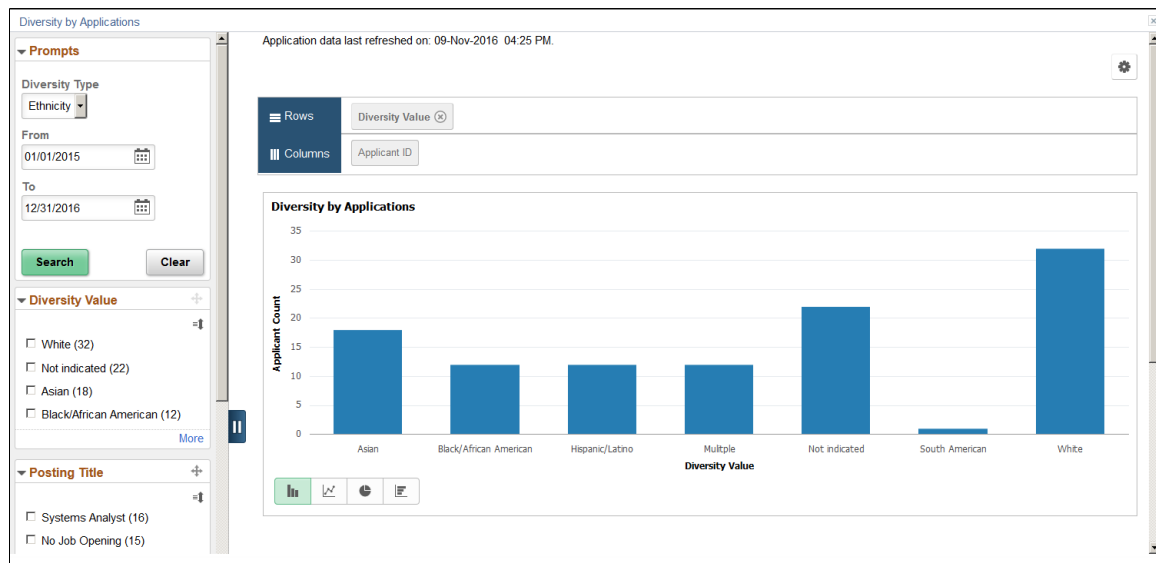 Diversity by Applications
Prompts
Diversity Type
Ethnicity
From
01/01/2015
To
12/31/2016
Search Clear
Diversity Value
White (32)
Not indicated (22)
Asian (18)
Black/African American (12)
More
Posting Title
Systems Analyst (16)
No Job Opening (15)
Application data last refreshed on: 09-Nov-2016 04:25 PM.
Rows Diversity Value
Columns Applicant ID
Diversity by Applications
Applicant Count
35
30
25
20
15
10
5
0
Asian Black/African American Hispanic/Latino Mulitple Not indicated South American White
Diversity Value